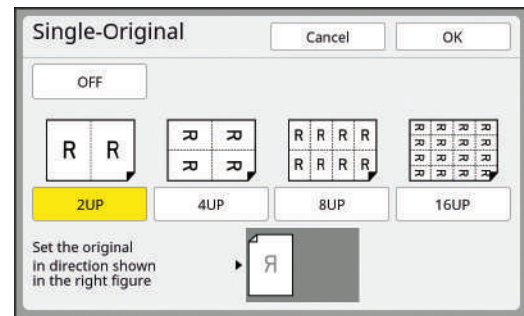 Single-Original
Cancel
OK
OFF
R R
R R
R R
R R R R
R R R R
R R R R
R R R R
R R R R
R R R R
2UP
4UP
8UP
16UP
Set the original
in direction shown
in the right figure
R